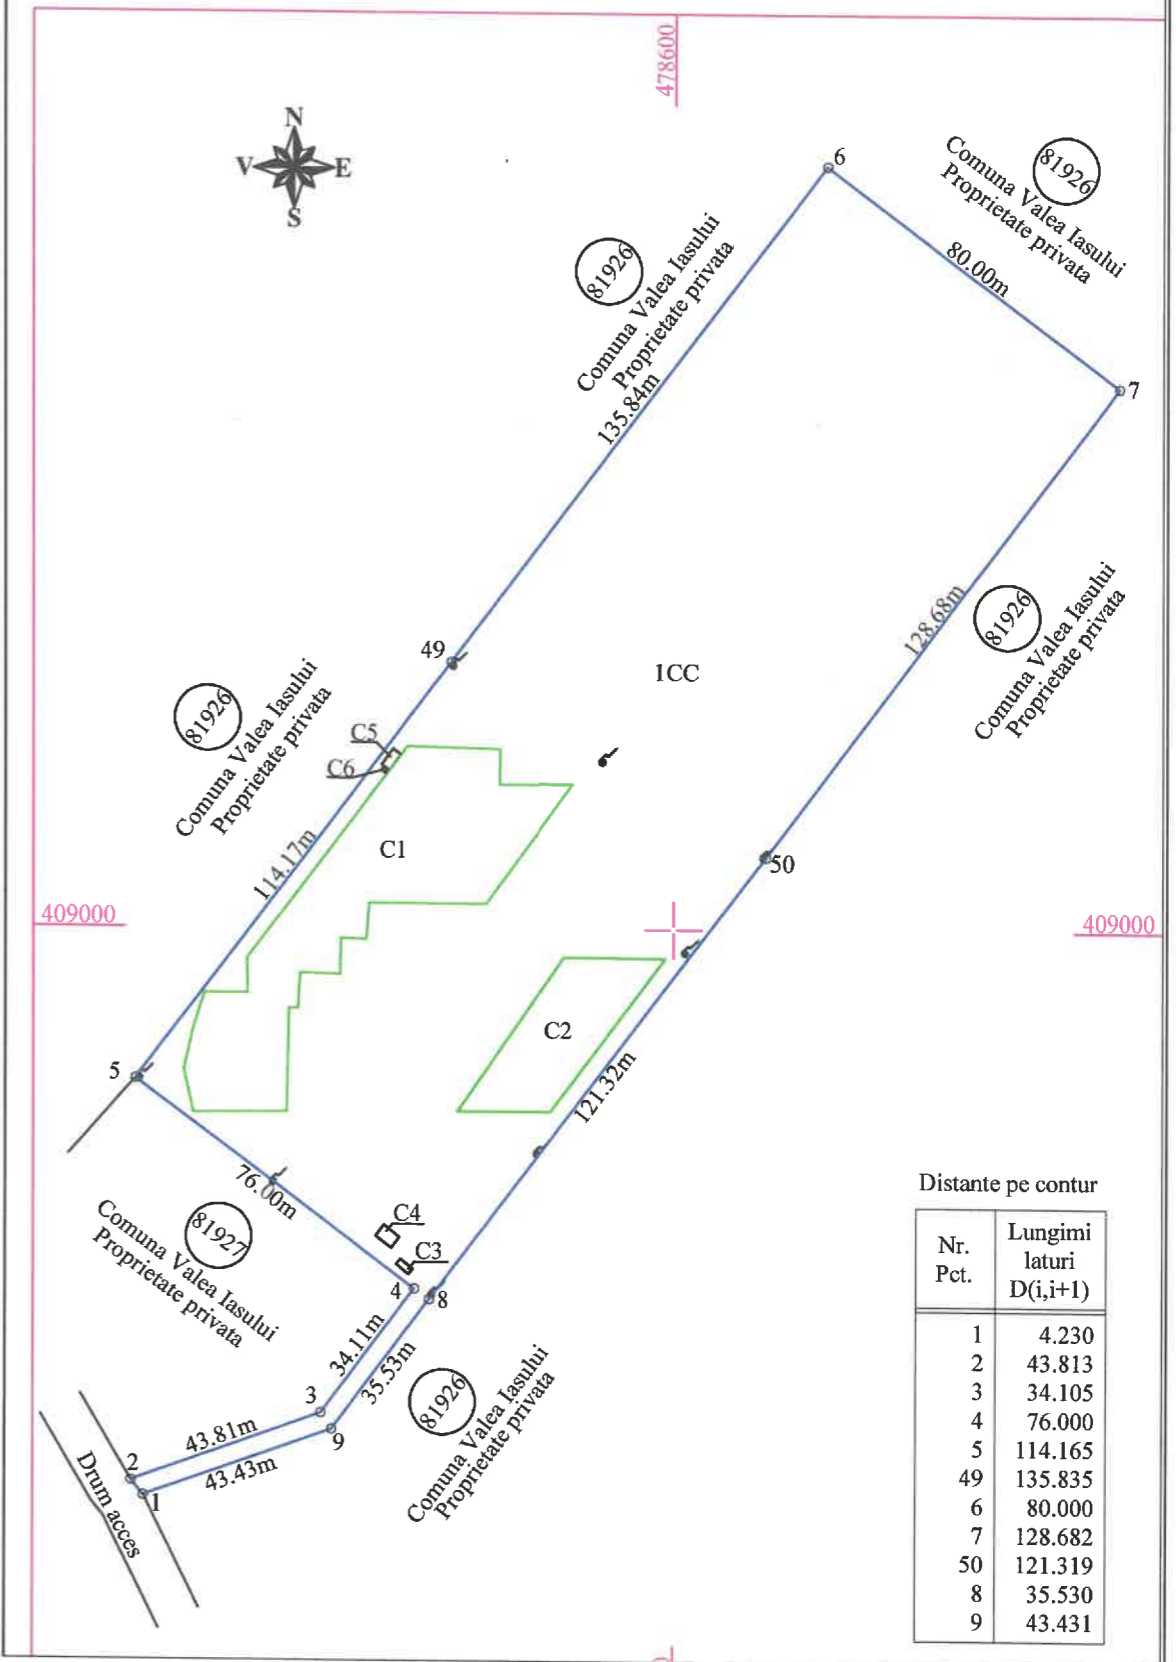 478600
N
V
E
S
6
81926
Comuna Valea Iasului
Proprietate privata
80.00m
81926
Comuna Valea Iasului
Proprietate privata
135.84m
7
49
1CC
128.68m
81926
Comuna Valea Iasului
Proprietate privata
81926
Comuna Valea Iasului
Proprietate privata
C5
C6
114.17m
C1
50
409000
409000
C2
5
121.32m
76.00m
81927
Comuna Valea Iasului
Proprietate privata
C4
C3
4
8
34.11m
35.53m
81926
Comuna Valea Iasului
Proprietate privata
3
9
43.81m
43.43m
2
1
Drum acces
Distante pe contur
Nr. Pct.
Lungimi laturi D(i,i+1)
1 4.230
2 43.813
3 34.105
4 76.000
5 114.165
49 135.835
6 80.000
7 128.682
50 121.319
8 35.530
9 43.431